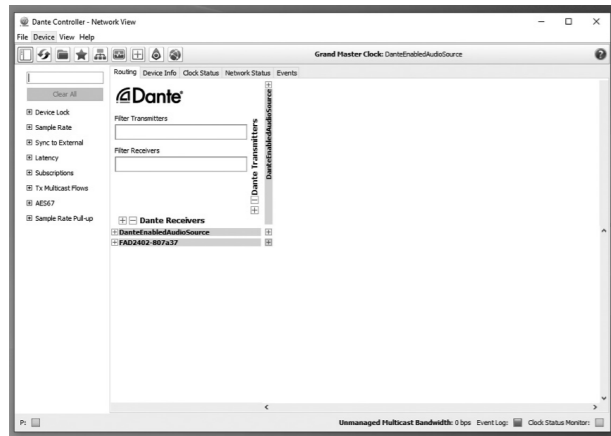 Dante Controller - Network View
File Device View Help
Grand Master Clock: DanteEnabledAudioSource
Routing Device Info Clock Status Network Status Events
Clear All
Device Lock
Sample Rate
Sync to External
Latency
Subscriptions
Tx Multicast Flows
AES67
Sample Rate Pull-up
Dante
Filter Transmitters
Filter Receivers
Dante Transmitters
DanteEnabledAudioSource
Dante Receivers
DanteEnabledAudioSource
FAD2402-807a37
P:
Unmanaged Multicast Bandwidth: 0 bps Event Log: Clock Status Monitor: